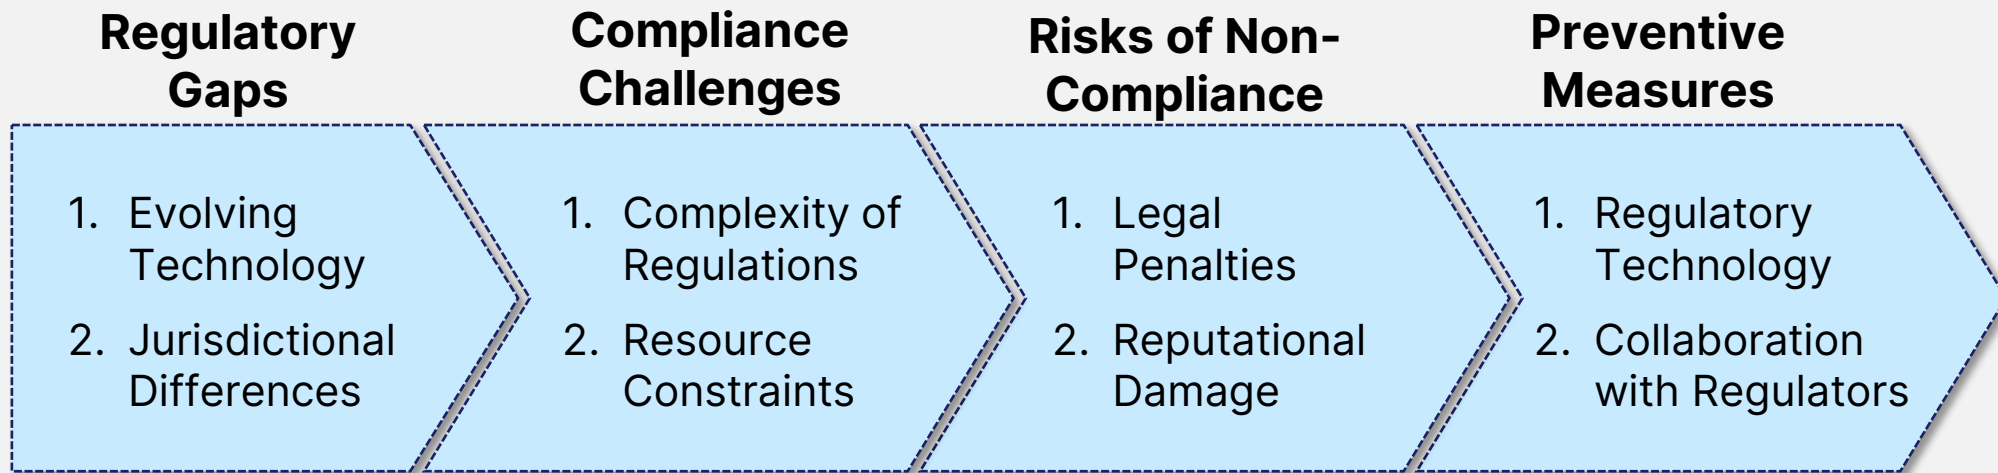 Regulatory
Gaps
1. Evolving
Technology
2. Jurisdictional
Differences
Compliance
Challenges
1. Complexity of
Regulations
2. Resource
Constraints
Risks of Non-
Compliance
1. Legal
Penalties
2. Reputational
Damage
Preventive
Measures
1. Regulatory
Technology
2. Collaboration
with Regulators